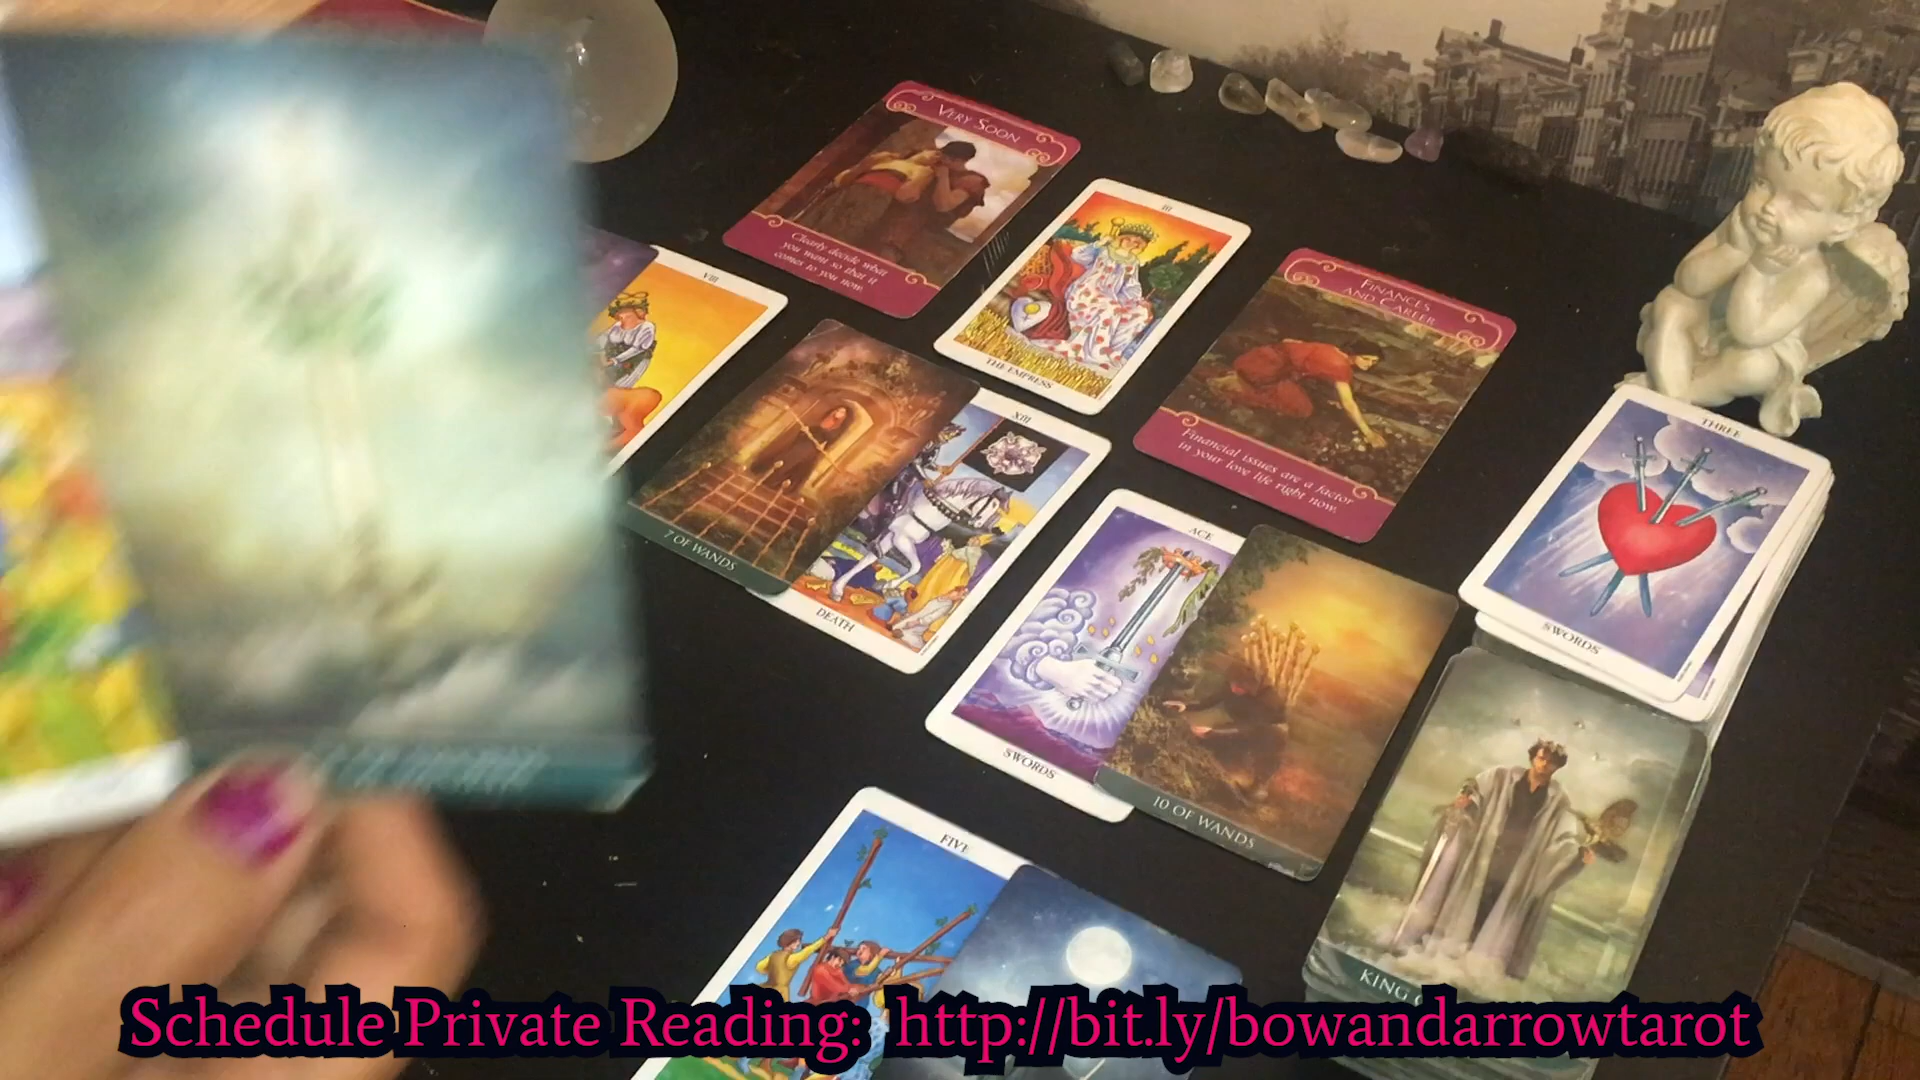 VERY SOON
Clearly decide what
you want so that it
comes to you now.
III
THE EMPRESS
FINANCES
AND CAREER
Financial issues are a factor
in your love life right now.
VIII
7 OF WANDS
XIII
DEATH
ACE
SWORDS
10 OF WANDS
THREE
SWORDS
KING
FIVE
Schedule Private Reading: http://bit.ly/bowandarrowtarot